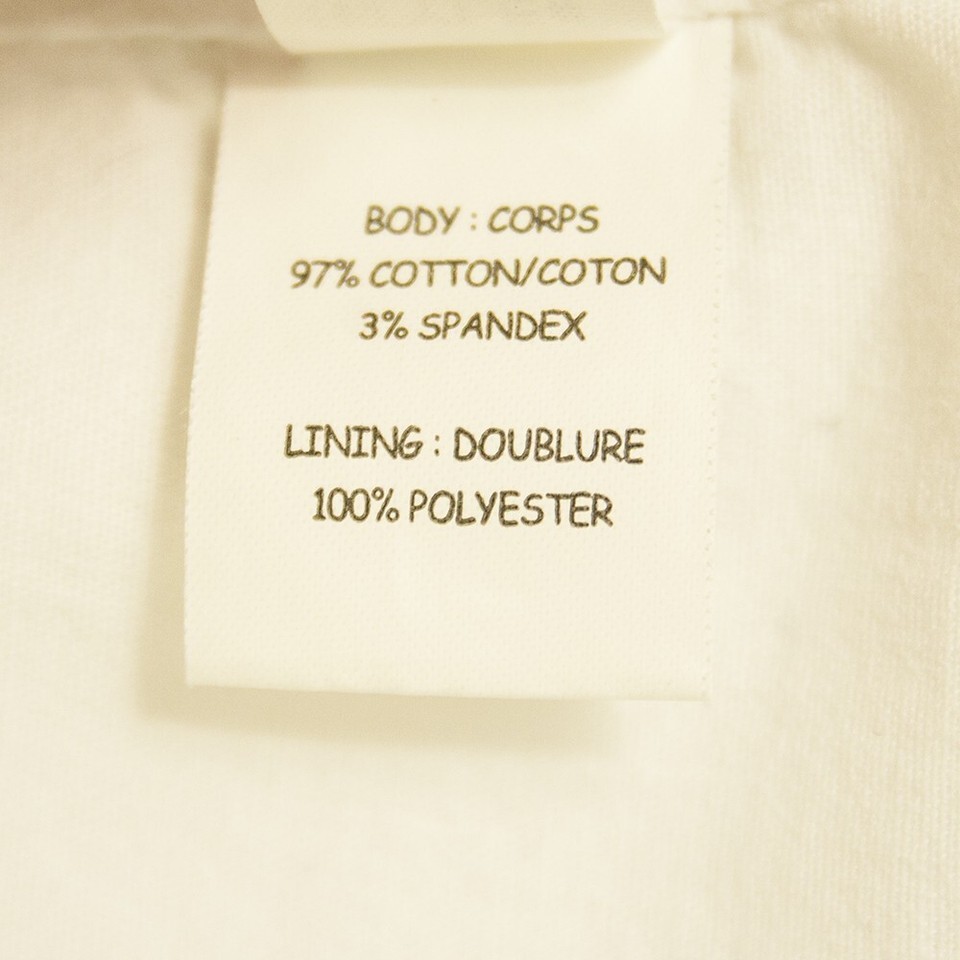 BODY : CORPS
97% COTTON/COTON
3% SPANDEX
LINING : DOUBLURE
100% POLYESTER